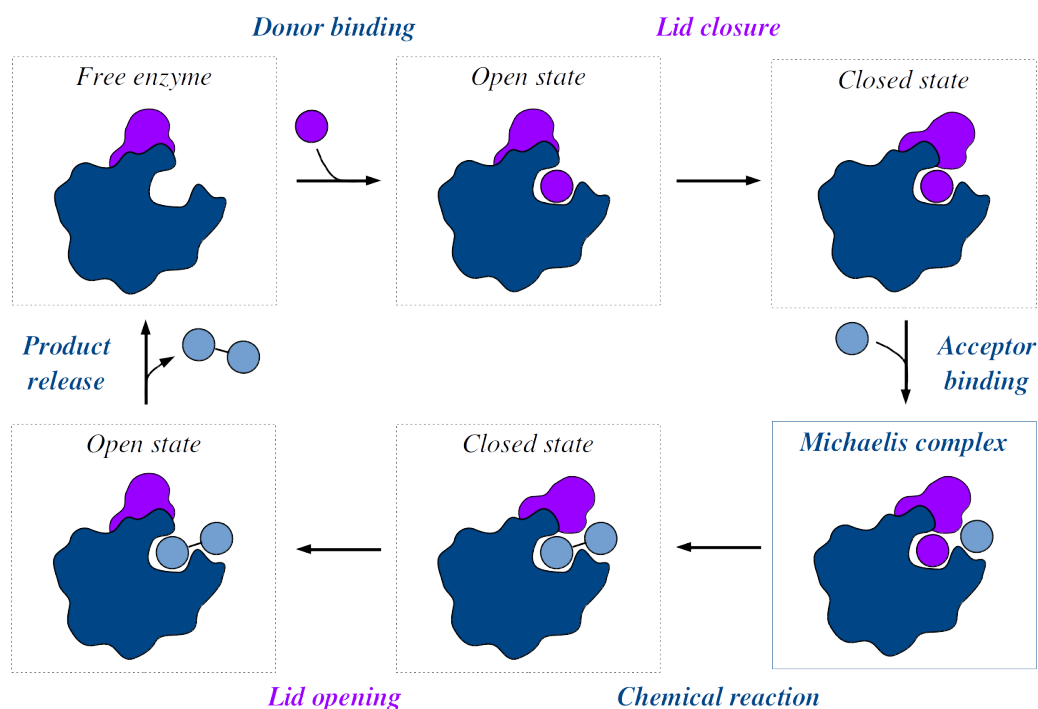 Donor binding
Lid closure
Free enzyme
Open state
Closed state
Product
release
Acceptor
binding
Open state
Closed state
Michaelis complex
Lid opening
Chemical reaction